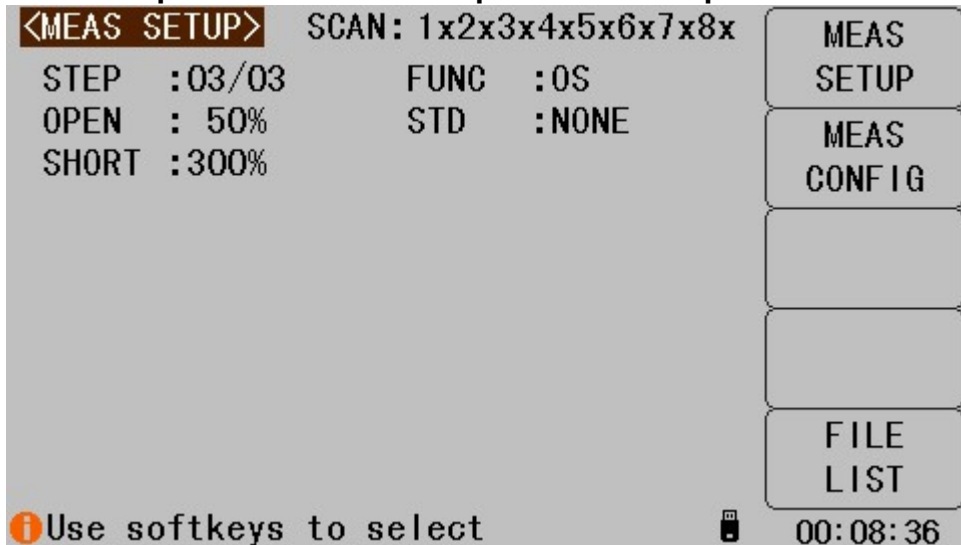 <MEAS SETUP> SCAN: 1x2x3x4x5x6x7x8x
STEP :03/03 FUNC :OS
OPEN : 50% STD :NONE
SHORT :300%
MEAS
SETUP
MEAS
CONFIG
FILE
LIST
Use softkeys to select
00:08:36